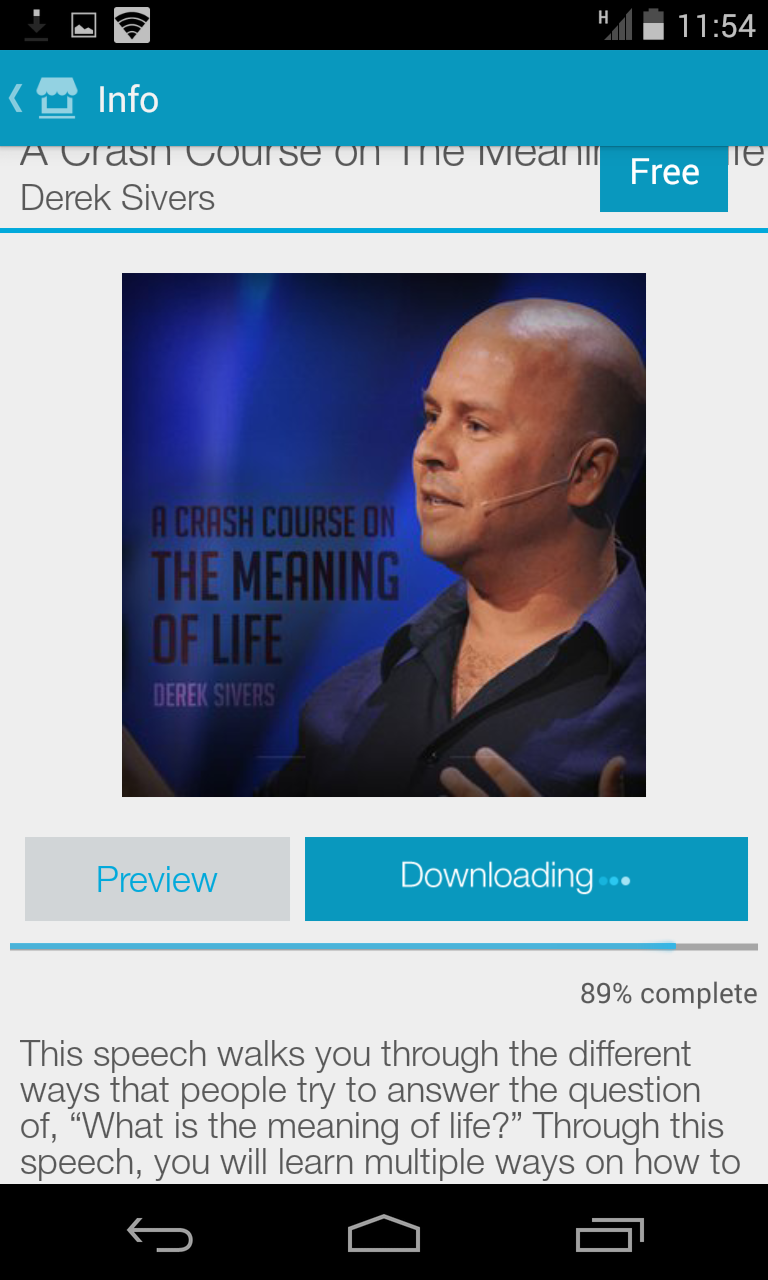 H 11:54
Info
A Crash Course on The Meani
Free
Derek Sivers
A CRASH COURSE ON
THE MEANING
OF LIFE
DEREK SIVERS
Preview
Downloading...
89% complete
This speech walks you through the different
ways that people try to answer the question
of, “What is the meaning of life?” Through this
speech, you will learn multiple ways on how to